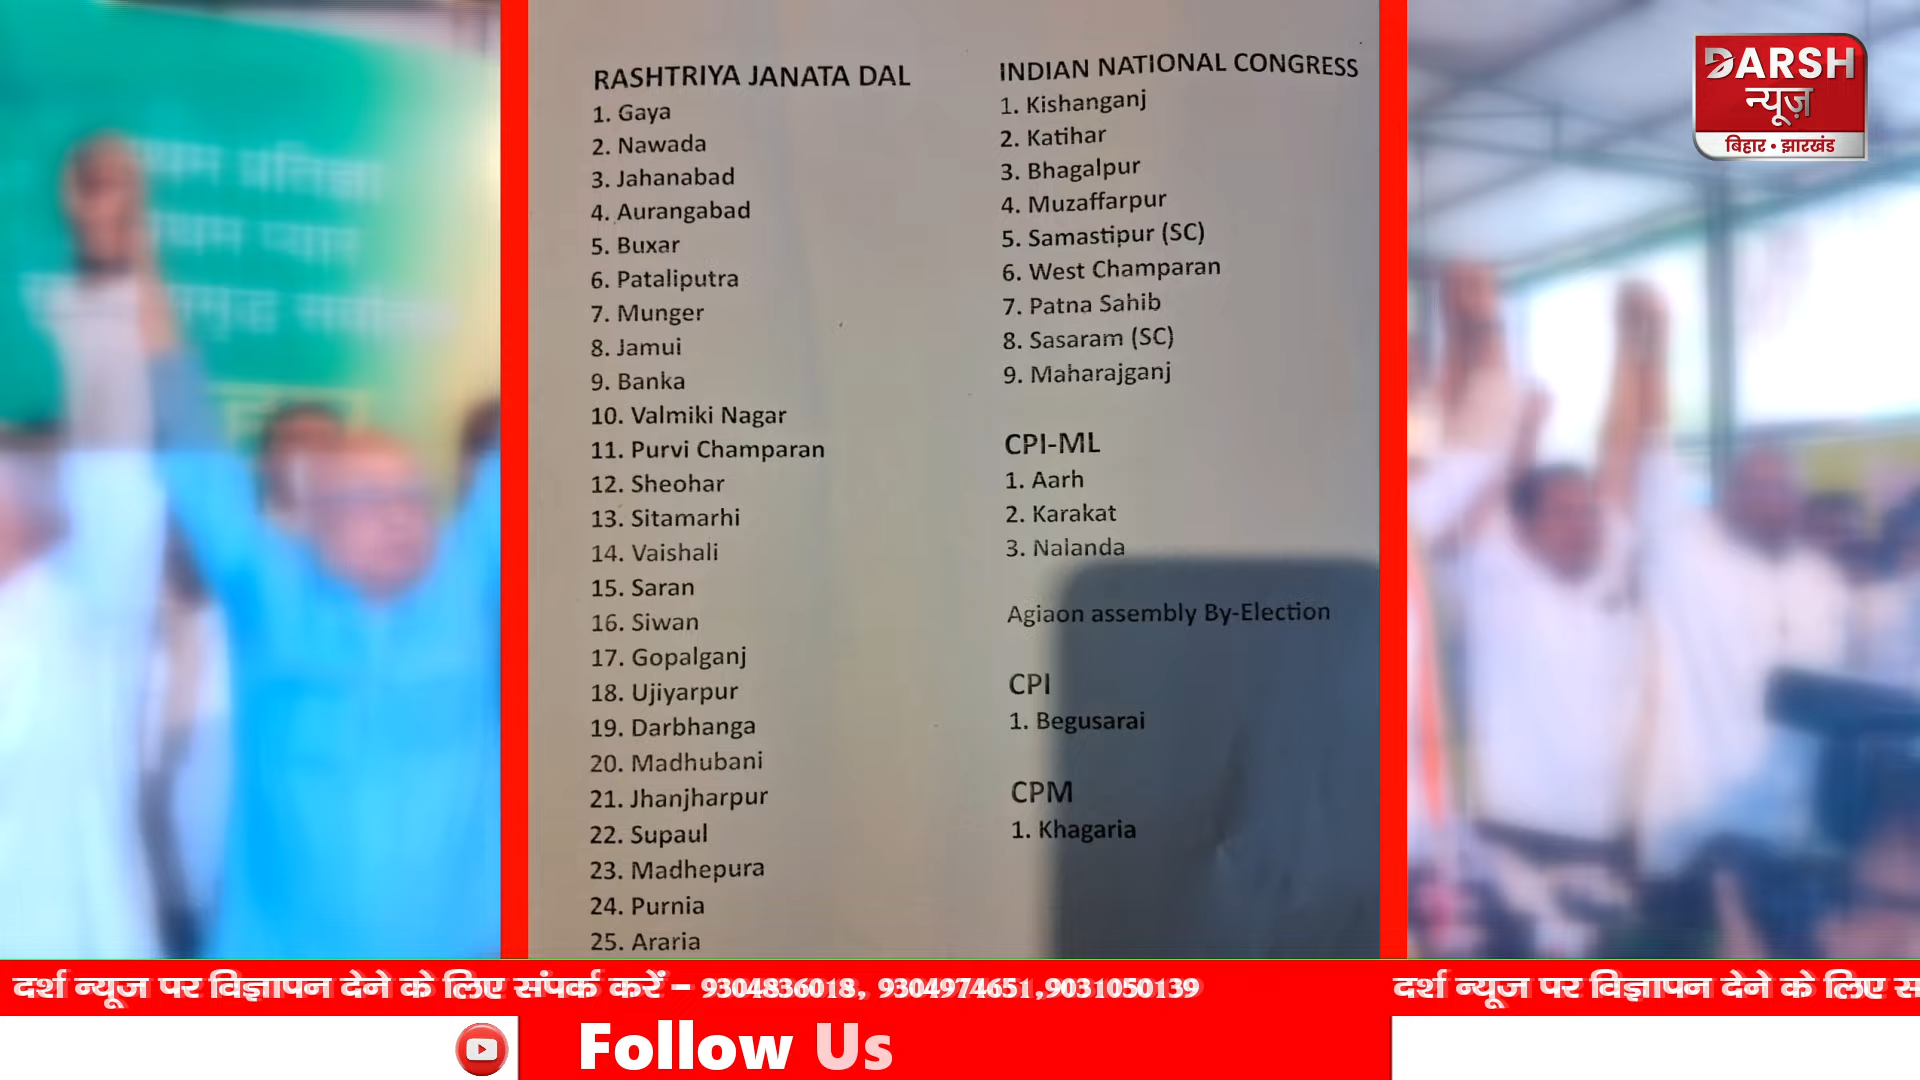 RASHTRIYA JANATA DAL
1. Gaya
2. Nawada
3. Jahanabad
4. Aurangabad
5. Buxar
6. Pataliputra
7. Munger
8. Jamui
9. Banka
10. Valmiki Nagar
11. Purvi Champaran
12. Sheohar
13. Sitamarhi
14. Vaishali
15. Saran
16. Siwan
17. Gopalganj
18. Ujiyarpur
19. Darbhanga
20. Madhubani
21. Jhanjharpur
22. Supaul
23. Madhepura
24. Purnia
25. Araria
INDIAN NATIONAL CONGRESS
1. Kishanganj
2. Katihar
3. Bhagalpur
4. Muzaffarpur
5. Samastipur (SC)
6. West Champaran
7. Patna Sahib
8. Sasaram (SC)
9. Maharajganj
CPI-ML
1. Aarh
2. Karakat
3. Nalanda
Agiaon assembly By-Election
CPI
1. Begusarai
CPM
1. Khagaria
DARSH
न्यूज़
बिहार • झारखंड
दर्श न्यूज पर विज्ञापन देने के लिए संपर्क करें – 9304836018, 9304974651,9031050139
दर्श न्यूज पर विज्ञापन देने के लिए स
Follow Us